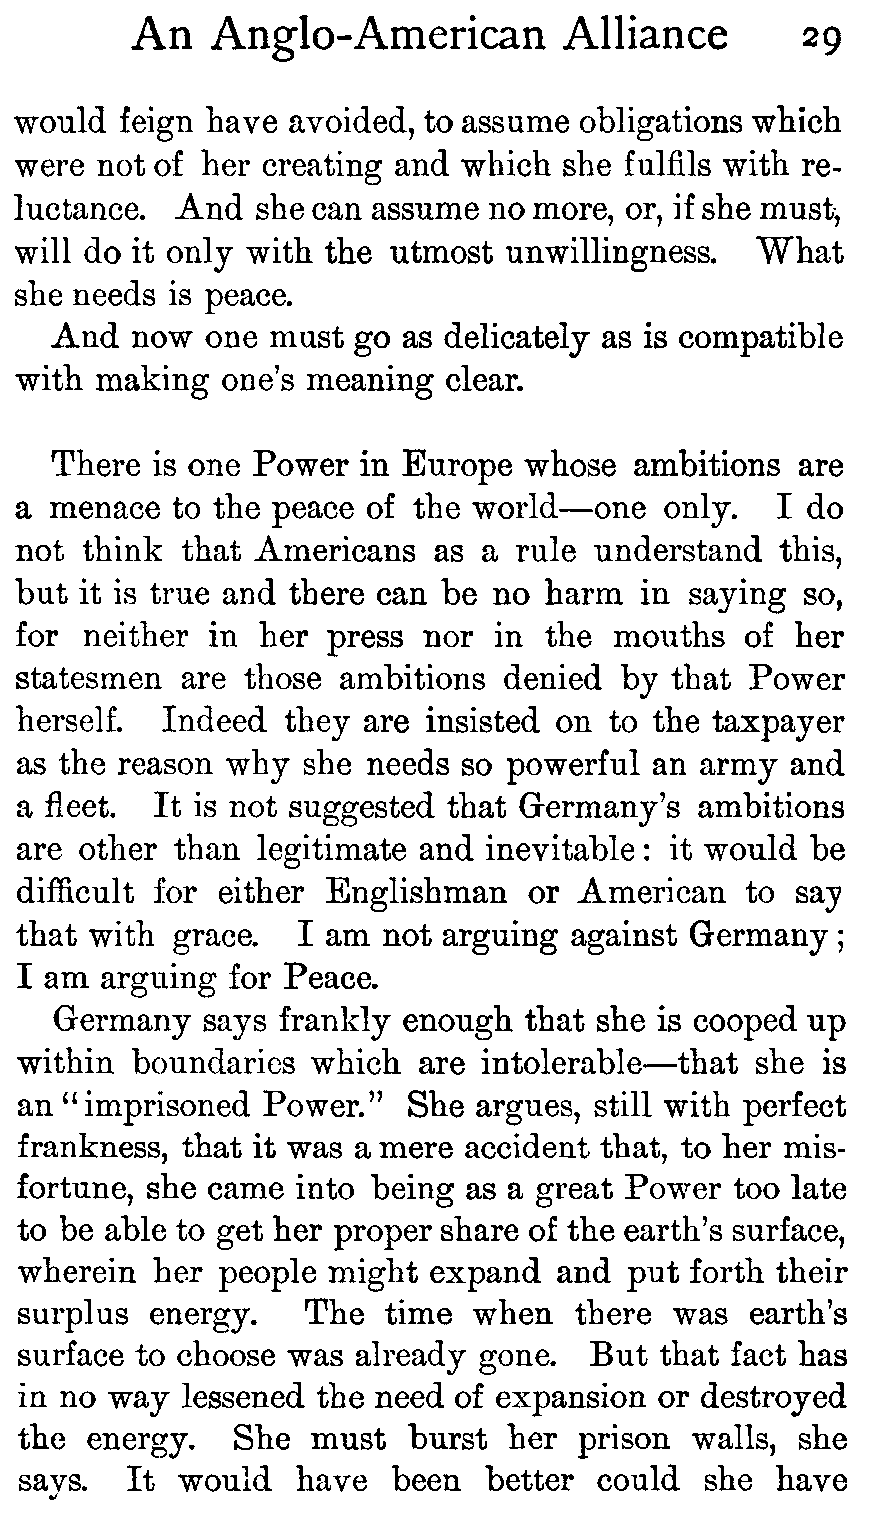 An Anglo-American Alliance 29
would feign have avoided, to assume obligations which
were not of her creating and which she fulfils with re-
luctance. And she can assume no more, or, if she must,
will do it only with the utmost unwillingness. What
she needs is peace.
And now one must go as delicately as is compatible
with making one's meaning clear.
There is one Power in Europe whose ambitions are
a menace to the peace of the world—one only. I do
not think that Americans as a rule understand this,
but it is true and there can be no harm in saying so,
for neither in her press nor in the mouths of her
statesmen are those ambitions denied by that Power
herself. Indeed they are insisted on to the taxpayer
as the reason why she needs so powerful an army and
a fleet. It is not suggested that Germany's ambitions
are other than legitimate and inevitable: it would be
difficult for either Englishman or American to say
that with grace. I am not arguing against Germany;
I am arguing for Peace.
Germany says frankly enough that she is cooped up
within boundaries which are intolerable—that she is
an "imprisoned Power." She argues, still with perfect
frankness, that it was a mere accident that, to her mis-
fortune, she came into being as a great Power too late
to be able to get her proper share of the earth's surface,
wherein her people might expand and put forth their
surplus energy. The time when there was earth's
surface to choose was already gone. But that fact has
in no way lessened the need of expansion or destroyed
the energy. She must burst her prison walls, she
says. It would have been better could she have